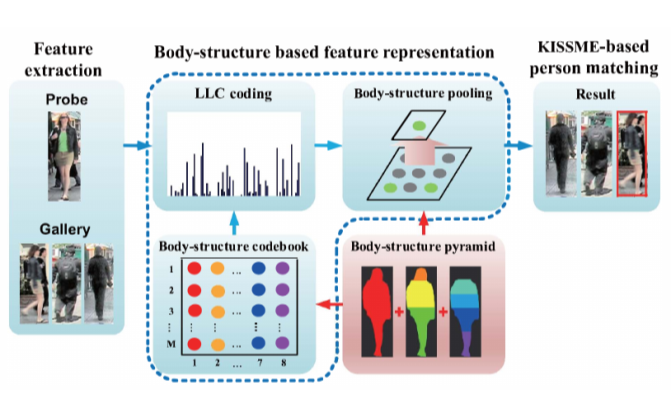 Feature
extraction
Body-structure based feature representation
KISSME-based
person matching
Probe
Gallery
LLC coding
Body-structure pooling
Result
Body-structure codebook
1
2
3
⋮ ⋮ ⋮ ⋮ ⋮
M
... 
...
...
...
1 2 ... 7 8
Body-structure pyramid
+ +